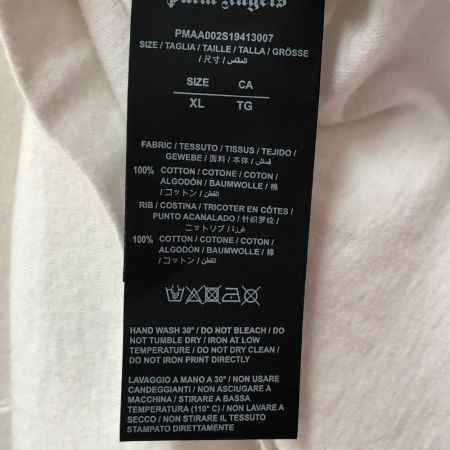 Palm Angels
PMAA002S19413007
SIZE / TAGLIA / TAILLE / TALLA / GRÖSSE
/ 尺寸 / サイズ / المقاس
SIZE CA
XL TG
FABRIC / TESSUTO / TISSUS / TEJIDO /
GEWEBE / 面料 / 本体 / قماش
100% COTTON / COTONE / COTON /
ALGODÓN / BAUMWOLLE / 棉
/ コットン / القطن
RIB / COSTINA / TRICOTER EN CÔTES /
PUNTO ACANALADO / 针织罗纹
/ ニットリブ / غرزة
100% COTTON / COTONE / COTON /
ALGODÓN / BAUMWOLLE / 棉
/ コットン / القطن
HAND WASH 30° / DO NOT BLEACH / DO
NOT TUMBLE DRY / IRON AT LOW
TEMPERATURE / DO NOT DRY CLEAN /
DO NOT IRON PRINT DIRECTLY
LAVAGGIO A MANO A 30° / NON USARE
CANDEGGIANTI / NON ASCIUGARE A
MACCHINA / STIRARE A BASSA
TEMPERATURA (110° C) / NON LAVARE A
SECCO / NON STIRARE IL TESSUTO
STAMPATO DIRETTAMENTE